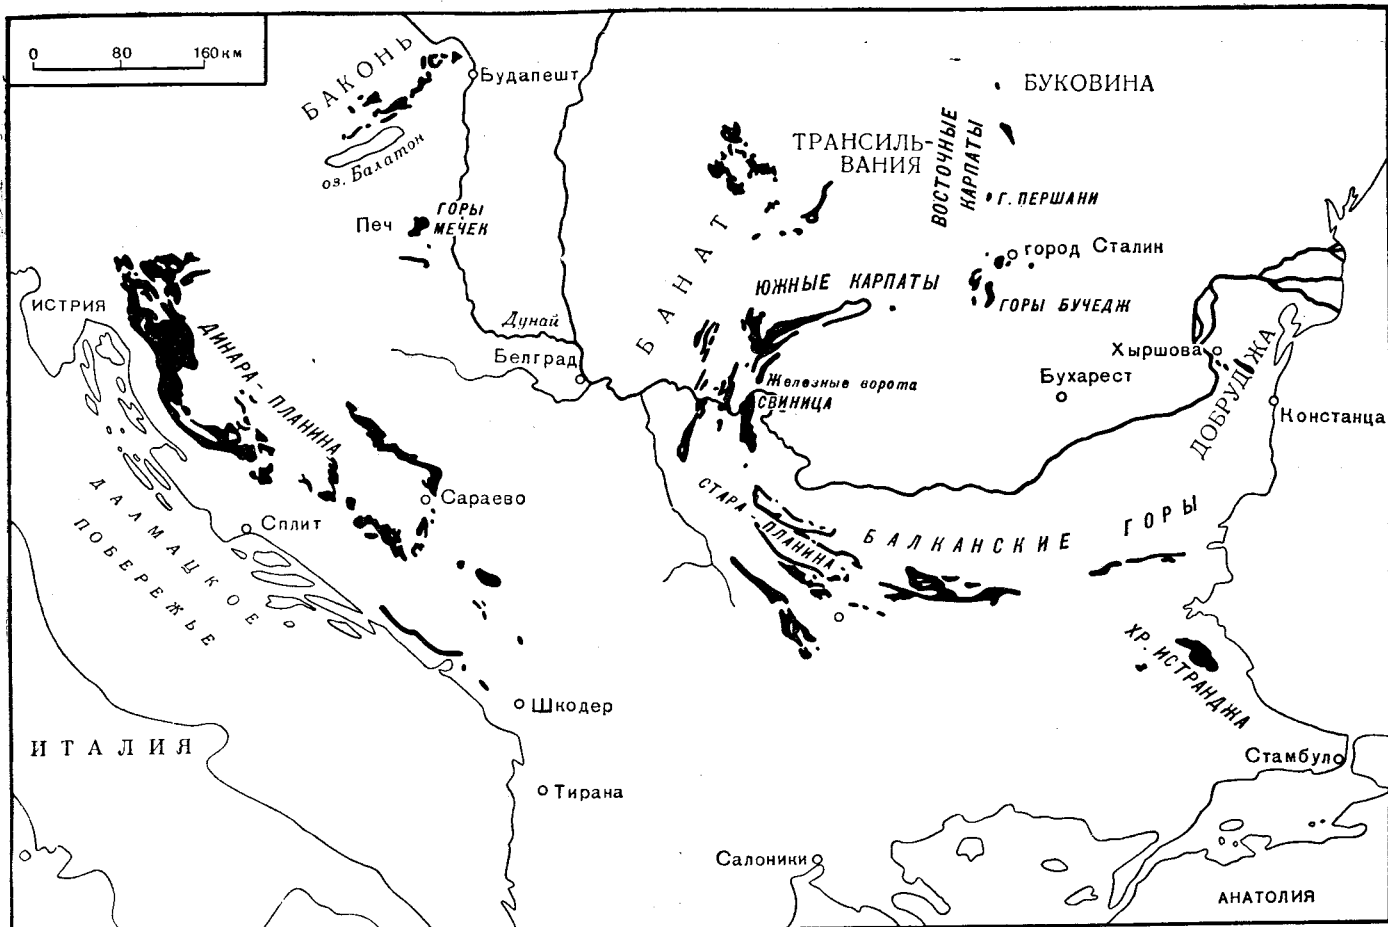 0 80 160 км
БАКОНЬ
Будапешт
оз. Балатон
БУКОВИНА
ТРАНСИЛЬ-
ВАНИЯ
ВОСТОЧНЫЕ
КАРПАТЫ
Г. ПЕРШАНИ
Печ
ГОРЫ
МЕЧЕК
БАНАТ
город Сталин
ЮЖНЫЕ КАРПАТЫ
ГОРЫ БУЧЕДЖ
ИСТРИЯ
ДИНАРА-ПЛАНИНА
Дунай
Белград
Железные ворота
СВИНИЦА
Хыршова
Бухарест
ДОБРУДЖА
Констанца
ДАЛМАЦКОЕ
ПОБЕРЕЖЬЕ
Сплит
Сараево
СТАРА-
ПЛАНИНА
БАЛКАНСКИЕ ГОРЫ
ХР. ИСТРАНДЖА
Шкодер
ИТАЛИЯ
Тирана
Стамбул
Салоники
АНАТОЛИЯ